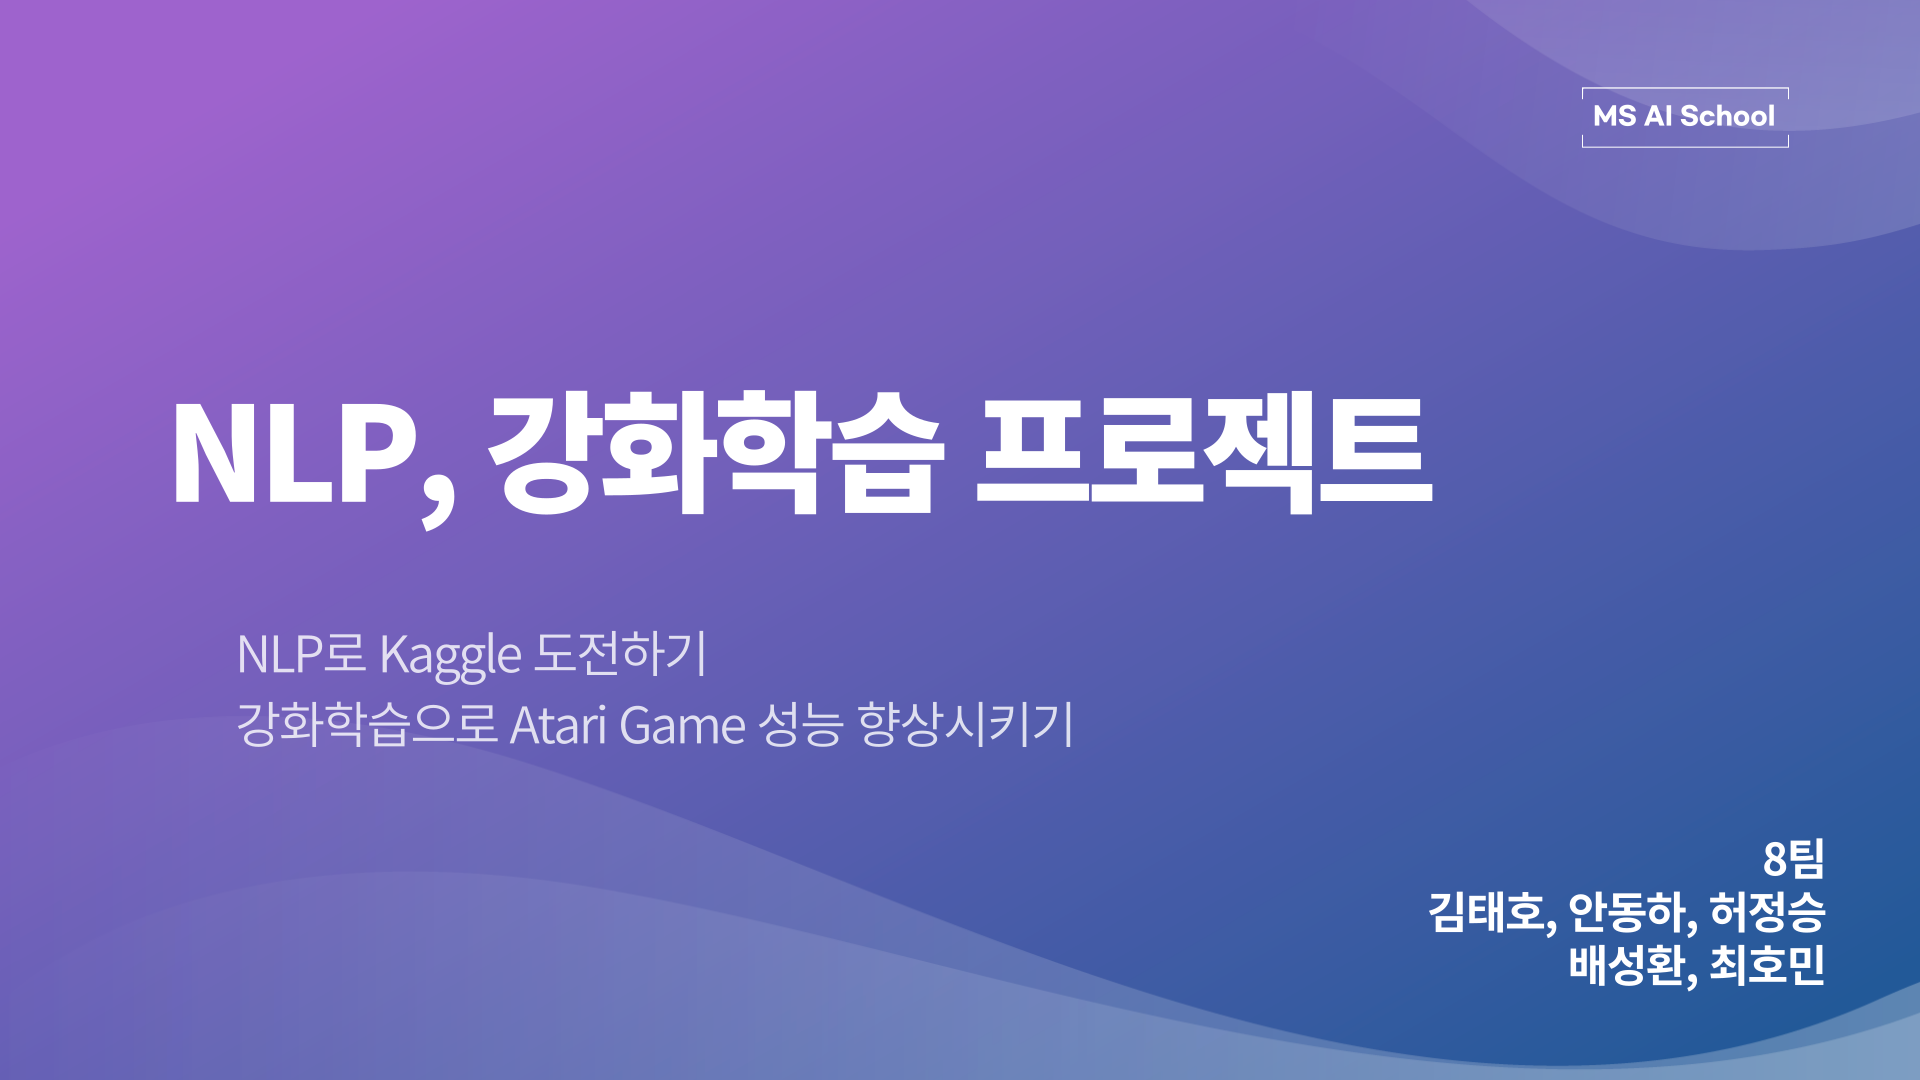 MS AI School
NLP, 강화학습 프로젝트
NLP로 Kaggle 도전하기
강화학습으로 Atari Game 성능 향상시키기
8팀
김태호, 안동하, 허정승
배성환, 최호민